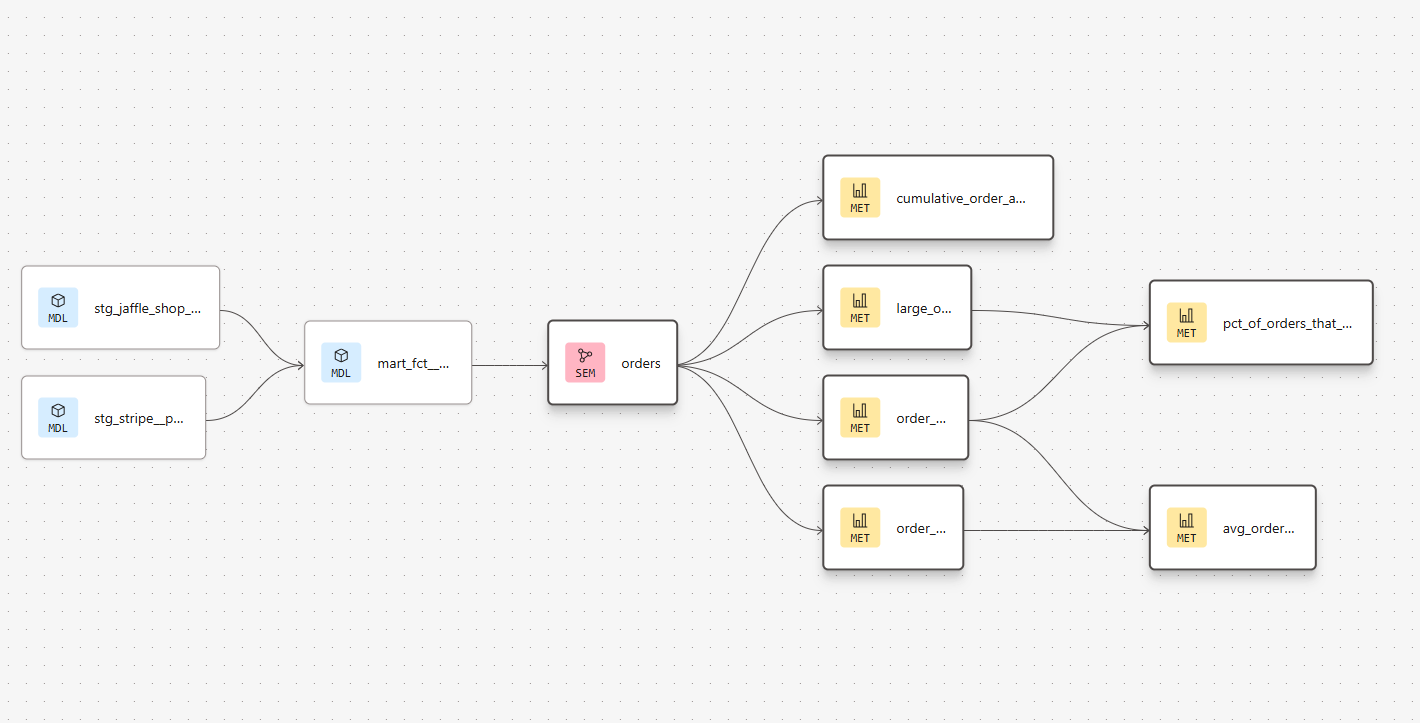 MET
cumulative_order_a...
MDL
stg_jaffle_shop_...
MET
large_o...
MET
pct_of_orders_that_...
MDL
mart_fct__...
SEM
orders
MDL
stg_stripe__p...
MET
order_...
MET
order_...
MET
avg_order...